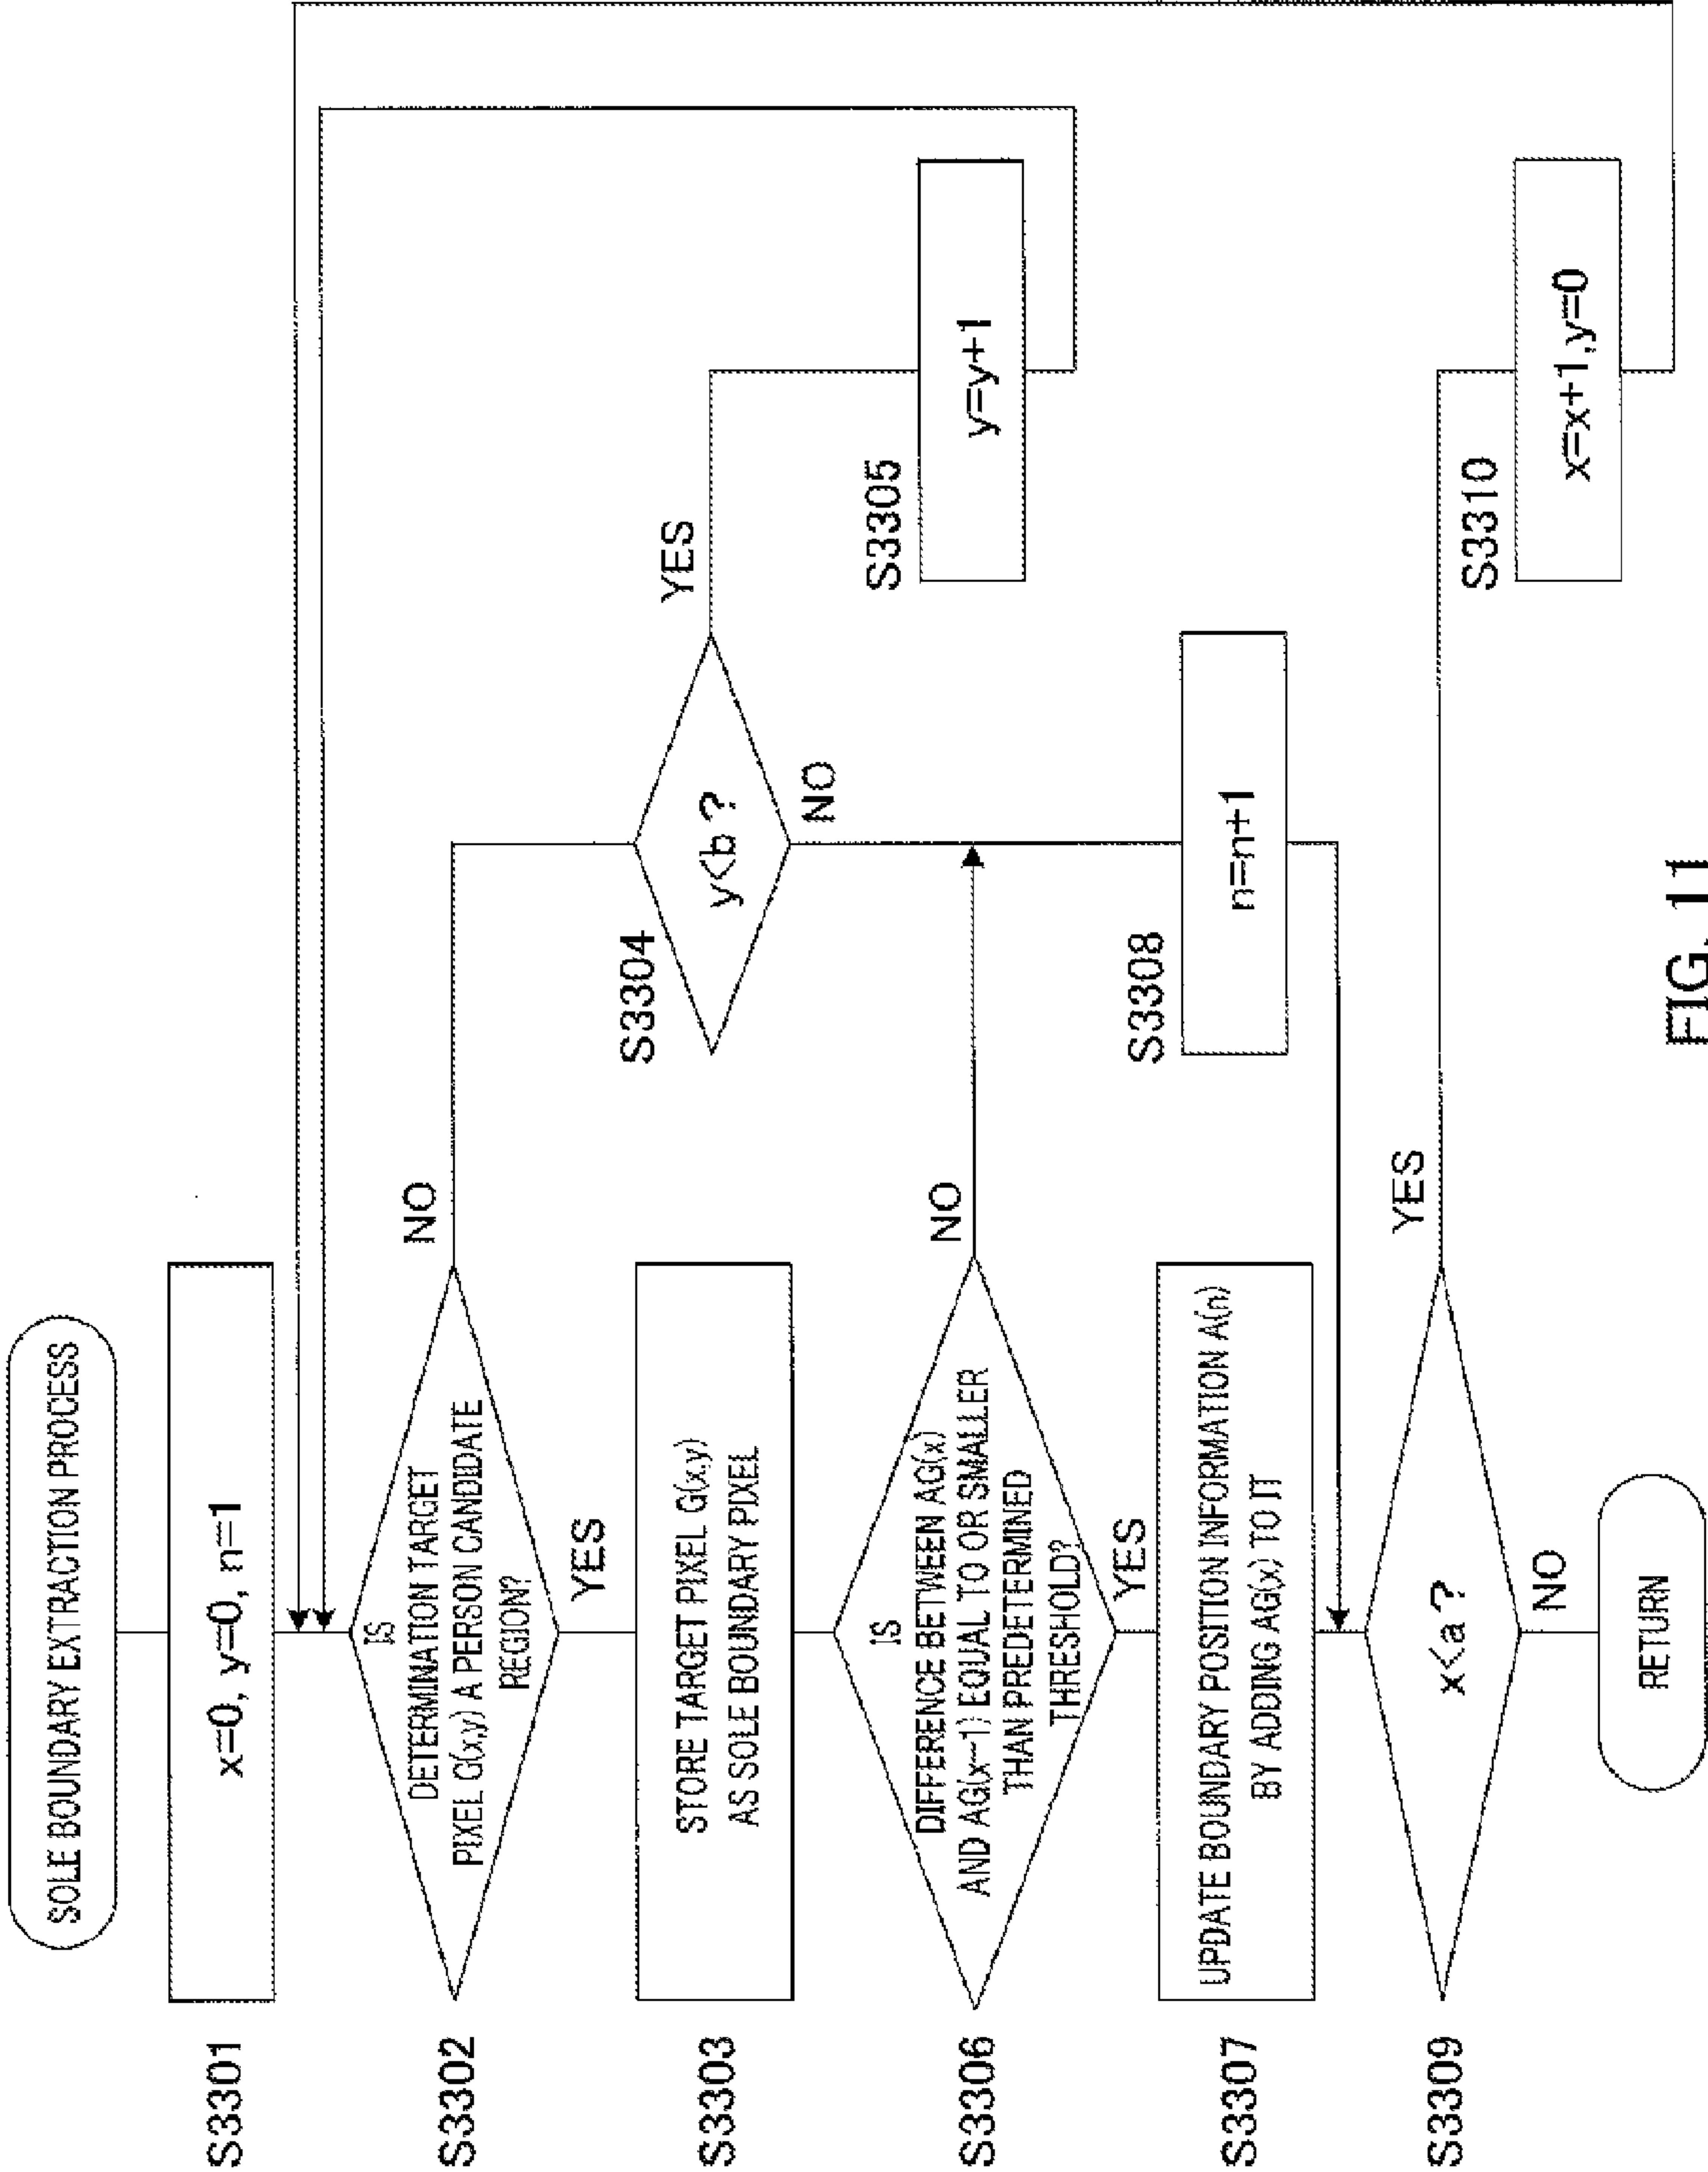 SOLE BOUNDARY EXTRACTION PROCESS
S3301
x=0, y=0, n=1
S3302
IS
DETERMINATION TARGET
PIXEL G(x,y) A PERSON CANDIDATE
REGION?
NO
YES
S3303
STORE TARGET PIXEL G(x,y)
AS SOLE BOUNDARY PIXEL
S3304
y<b ?
YES
NO
S3305
y=y+1
S3306
IS
DIFFERENCE BETWEEN AG(x)
AND AG(x-1) EQUAL TO OR SMALLER
THAN PREDETERMINED
THRESHOLD?
NO
YES
S3307
UPDATE BOUNDARY POSITION INFORMATION A(n)
BY ADDING AG(x) TO IT
S3308
n=n+1
S3309
x<a ?
YES
NO
S3310
x=x+1,y=0
RETURN
FIG. 11